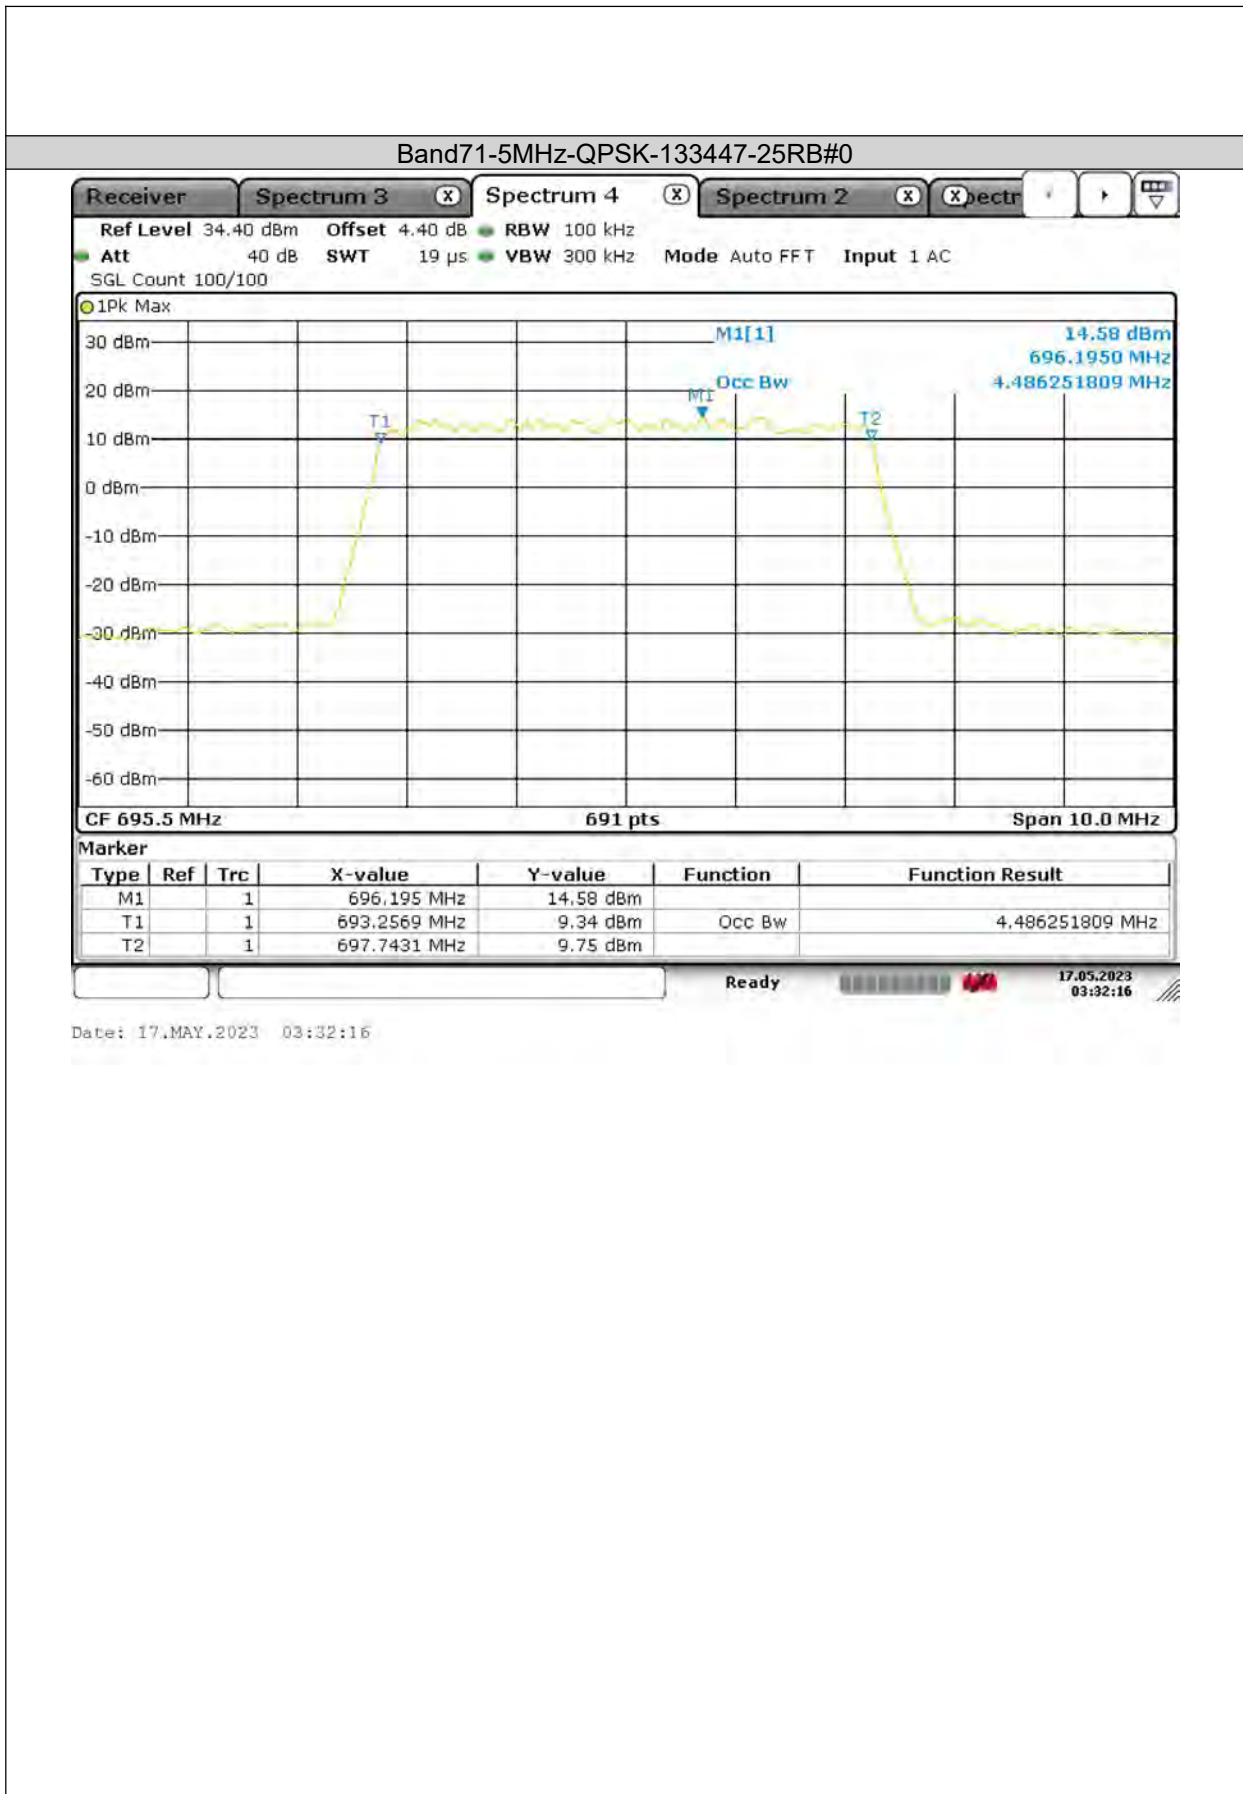 Band71-5MHz-QPSK-133447-25RB#0
Receiver Spectrum 3 X Spectrum 4 X Spectrum 2 X X pectr
Ref Level 34.40 dBm Offset 4.40 dB RBW 100 kHz
Att 40 dB SWT 19 µs VBW 300 kHz Mode Auto FFT Input 1 AC
SGL Count 100/100
1Pk Max
30 dBm
M1[1] 14.58 dBm
696.1950 MHz
20 dBm
Occ Bw 4.486251809 MHz
M1
T1
T2
10 dBm
0 dBm
-10 dBm
-20 dBm
-30 dBm
-40 dBm
-50 dBm
-60 dBm
CF 695.5 MHz 691 pts Span 10.0 MHz
Marker
Type Ref Trc X-value Y-value Function Function Result
M1 1 696.195 MHz 14.58 dBm
T1 1 693.2569 MHz 9.34 dBm Occ Bw 4.486251809 MHz
T2 1 697.7431 MHz 9.75 dBm
Ready 17.05.2023
03:32:16
Date: 17.MAY.2023 03:32:16